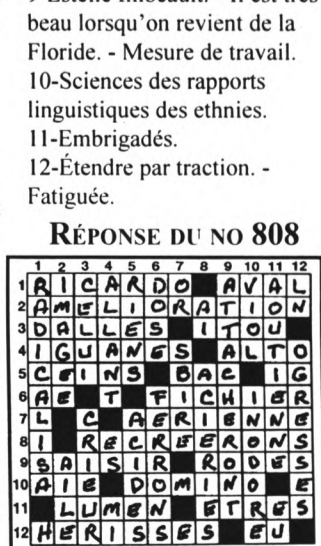 9-Estelle Imbeault. - Il est très
beau lorsqu'on revient de la
Floride. - Mesure de travail.
10-Sciences des rapports
linguistiques des ethnies.
11-Embrigadés.
12-Étendre par traction. -
Fatiguée.
RÉPONSE DU NO 808
1 2 3 4 5 6 7 8 9 10 11 12
1 R I C A R D O A V A L
2 A M E L I O R A T I O N
3 D A L L E S I T O U
4 I G U A N E S A L T O
5 C E I N S B A C I G
6 A E T F I C H I E R
7 L C A E R I E N N E
8 I R E C R E E R O N S
9 S A I S I R R O D E S
10 A I E D O M I N O E
11 L U M E N E T R E S
12 H E R I S S E S E U